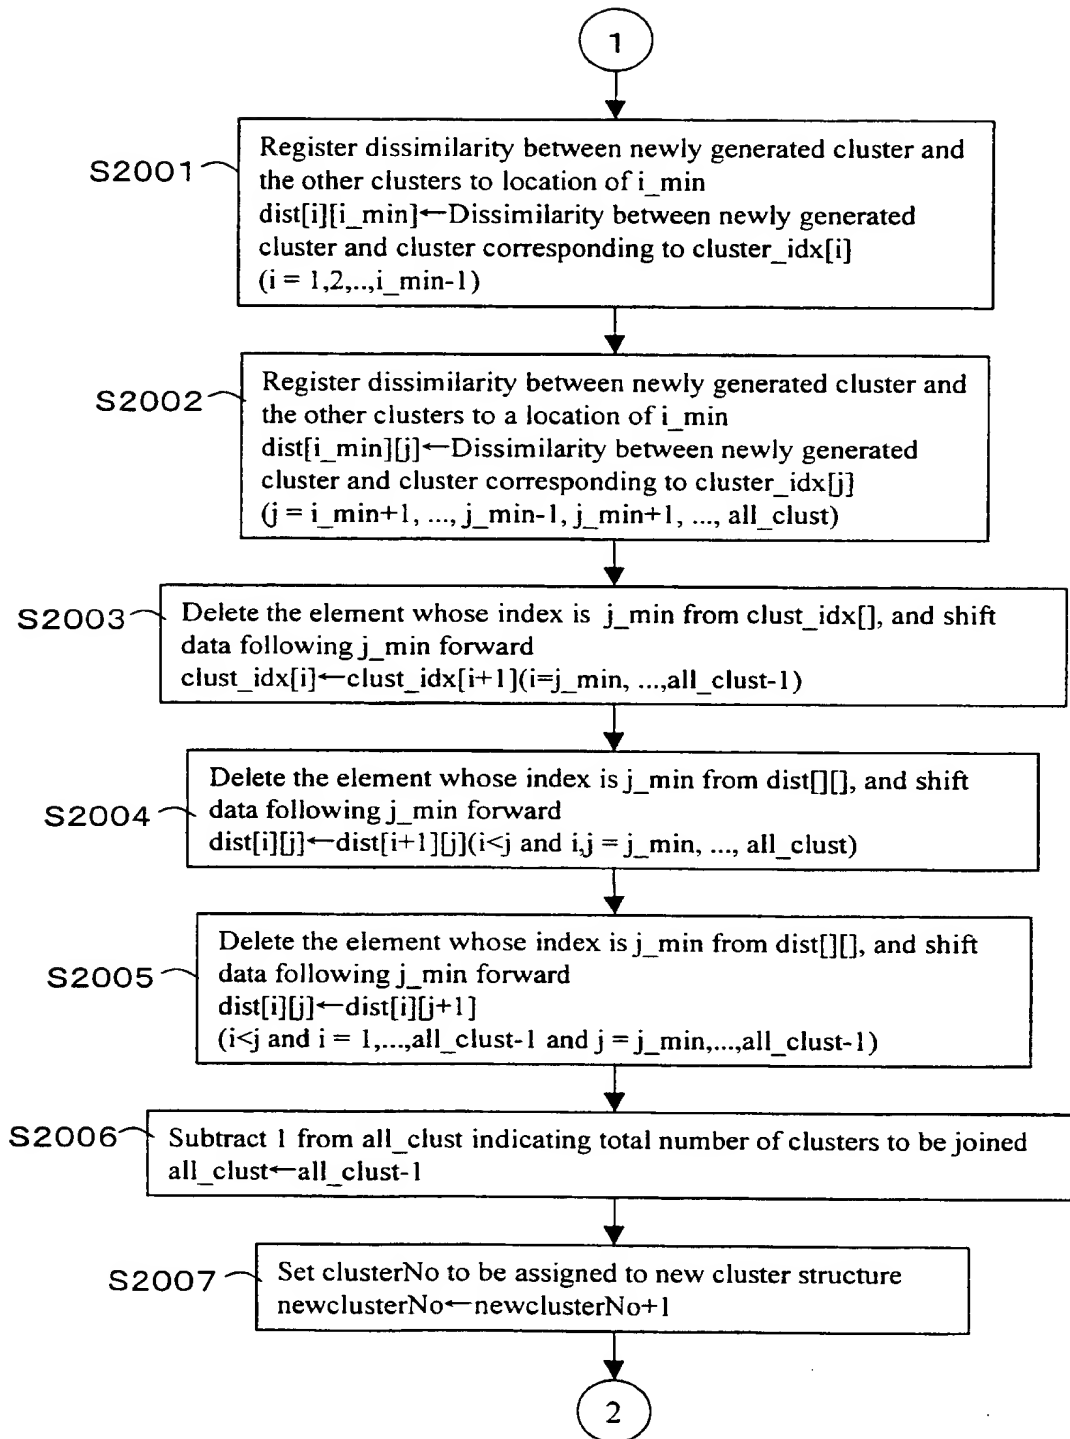 1
S2001
Register dissimilarity between newly generated cluster and
the other clusters to location of i_min
dist[i][i_min]←Dissimilarity between newly generated
cluster and cluster corresponding to cluster_idx[i]
(i = 1,2,..,i_min-1)
S2002
Register dissimilarity between newly generated cluster and
the other clusters to a location of i_min
dist[i_min][j]←Dissimilarity between newly generated
cluster and cluster corresponding to cluster_idx[j]
(j = i_min+1, ..., j_min-1, j_min+1, ..., all_clust)
S2003
Delete the element whose index is j_min from clust_idx[], and shift
data following j_min forward
clust_idx[i]←clust_idx[i+1](i=j_min, ...,all_clust-1)
S2004
Delete the element whose index is j_min from dist[][], and shift
data following j_min forward
dist[i][j]←dist[i+1][j](i<j and i,j = j_min, ..., all_clust)
S2005
Delete the element whose index is j_min from dist[][], and shift
data following j_min forward
dist[i][j]←dist[i][j+1]
(i<j and i = 1,...,all_clust-1 and j = j_min,...,all_clust-1)
S2006
Subtract 1 from all_clust indicating total number of clusters to be joined
all_clust←all_clust-1
S2007
Set clusterNo to be assigned to new cluster structure
newclusterNo←newclusterNo+1
2